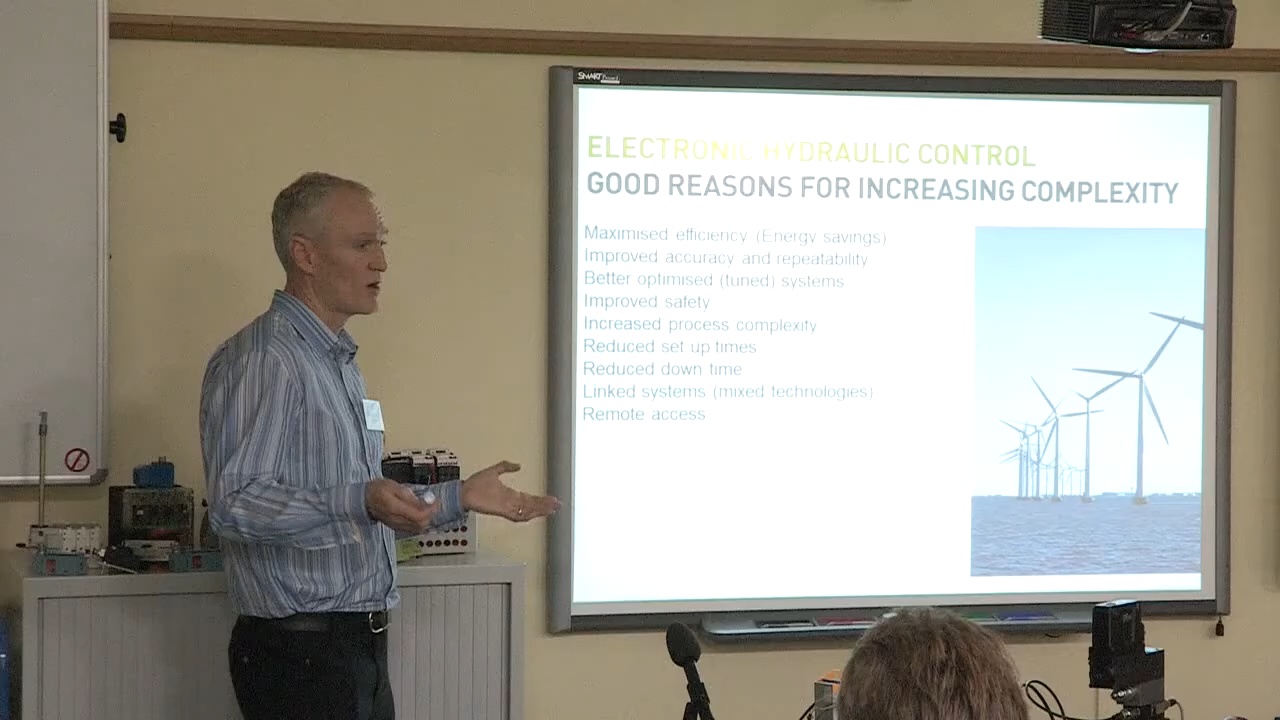 SMART Board
ELECTRONIC HYDRAULIC CONTROL
GOOD REASONS FOR INCREASING COMPLEXITY
Maximised efficiency (Energy savings)
Improved accuracy and repeatability
Better optimised (tuned) systems
Improved safety
Increased process complexity
Reduced set up times
Reduced down time
Linked systems (mixed technologies)
Remote access